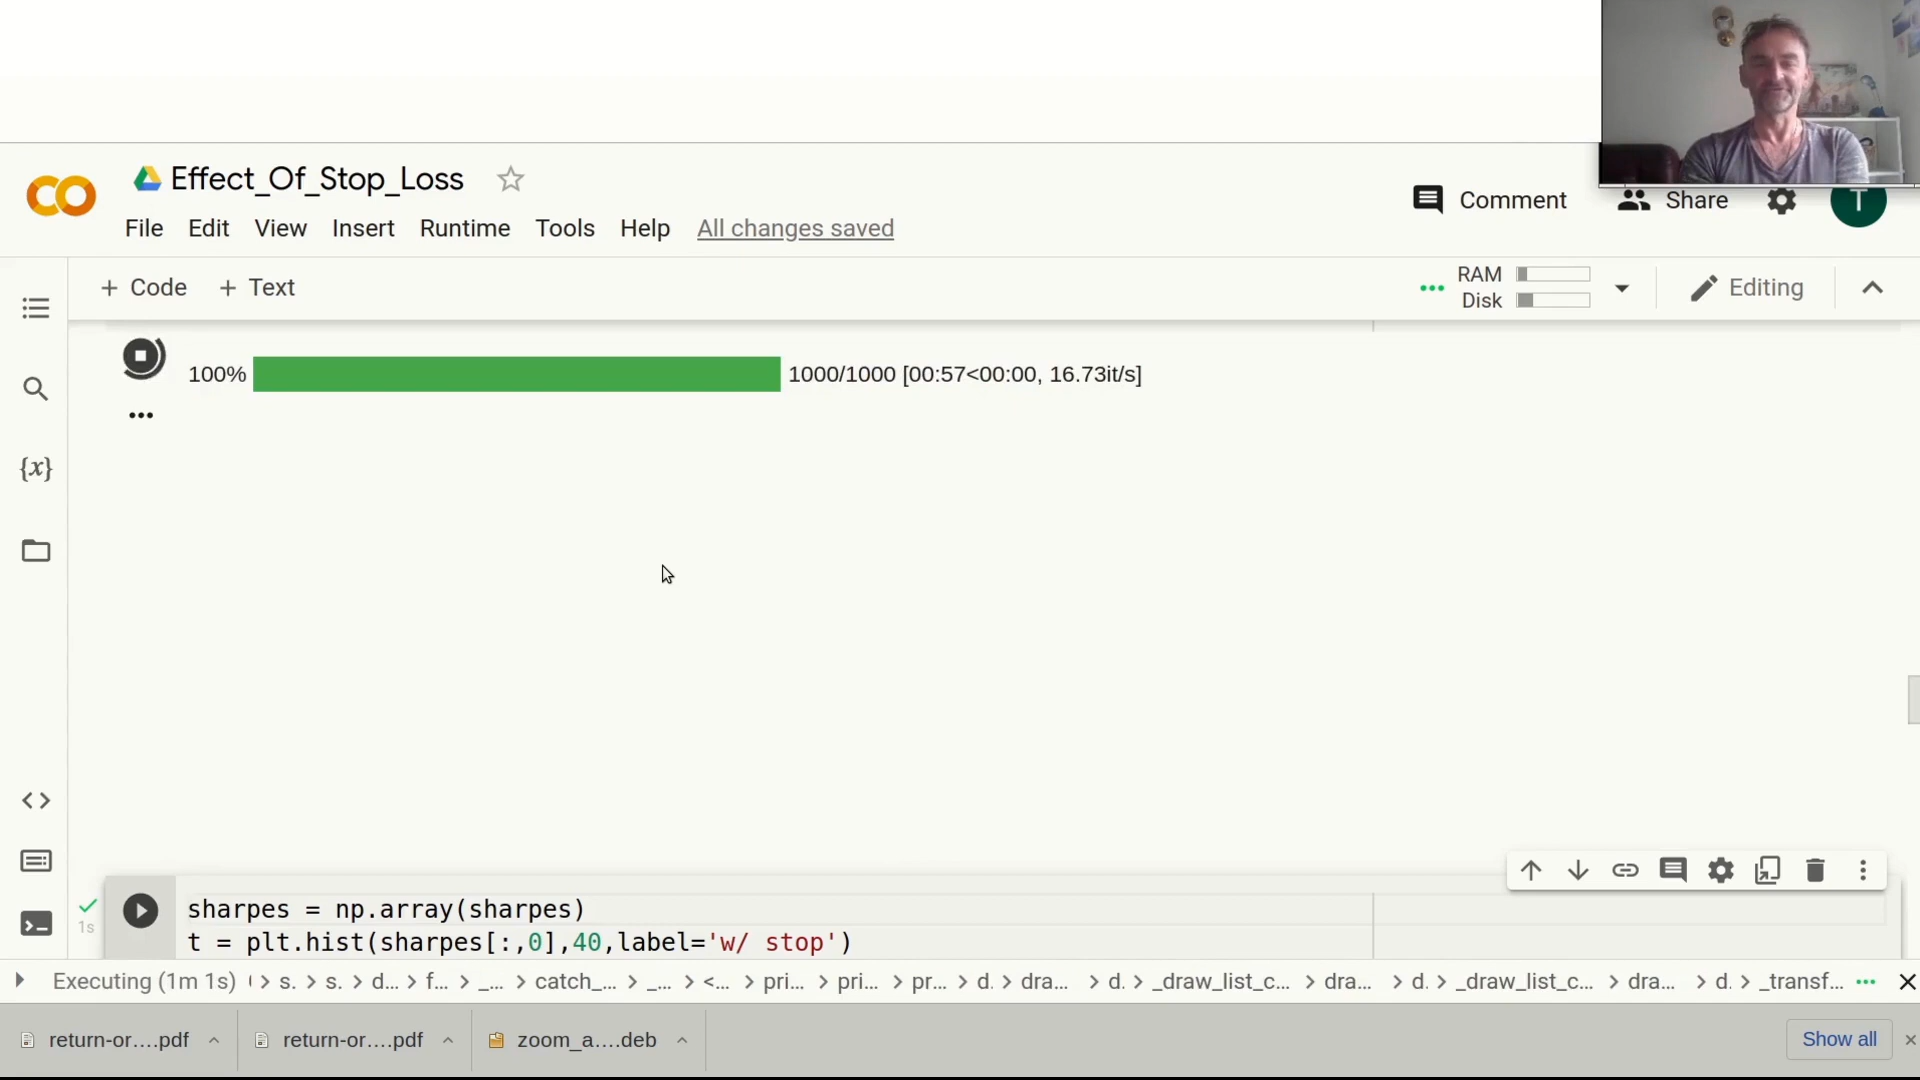 Effect_Of_Stop_Loss
File Edit View Insert Runtime Tools Help All changes saved
Comment Share T
+ Code + Text
RAM
Disk
Editing
100% 1000/1000 [00:57<00:00, 16.73it/s]
{x}
sharpes = np.array(sharpes)
1s
t = plt.hist(sharpes[:,0],40,label='w/ stop')
Executing (1m 1s) > s. > s. > d... > f... > _... > catch_... > _... > <... > pri... > pri... > pr... > d. > dra... > d. > _draw_list_c... > dra... > d. > _draw_list_c... > dra... > d. > _transf...
return-or....pdf return-or....pdf zoom_a....deb Show all